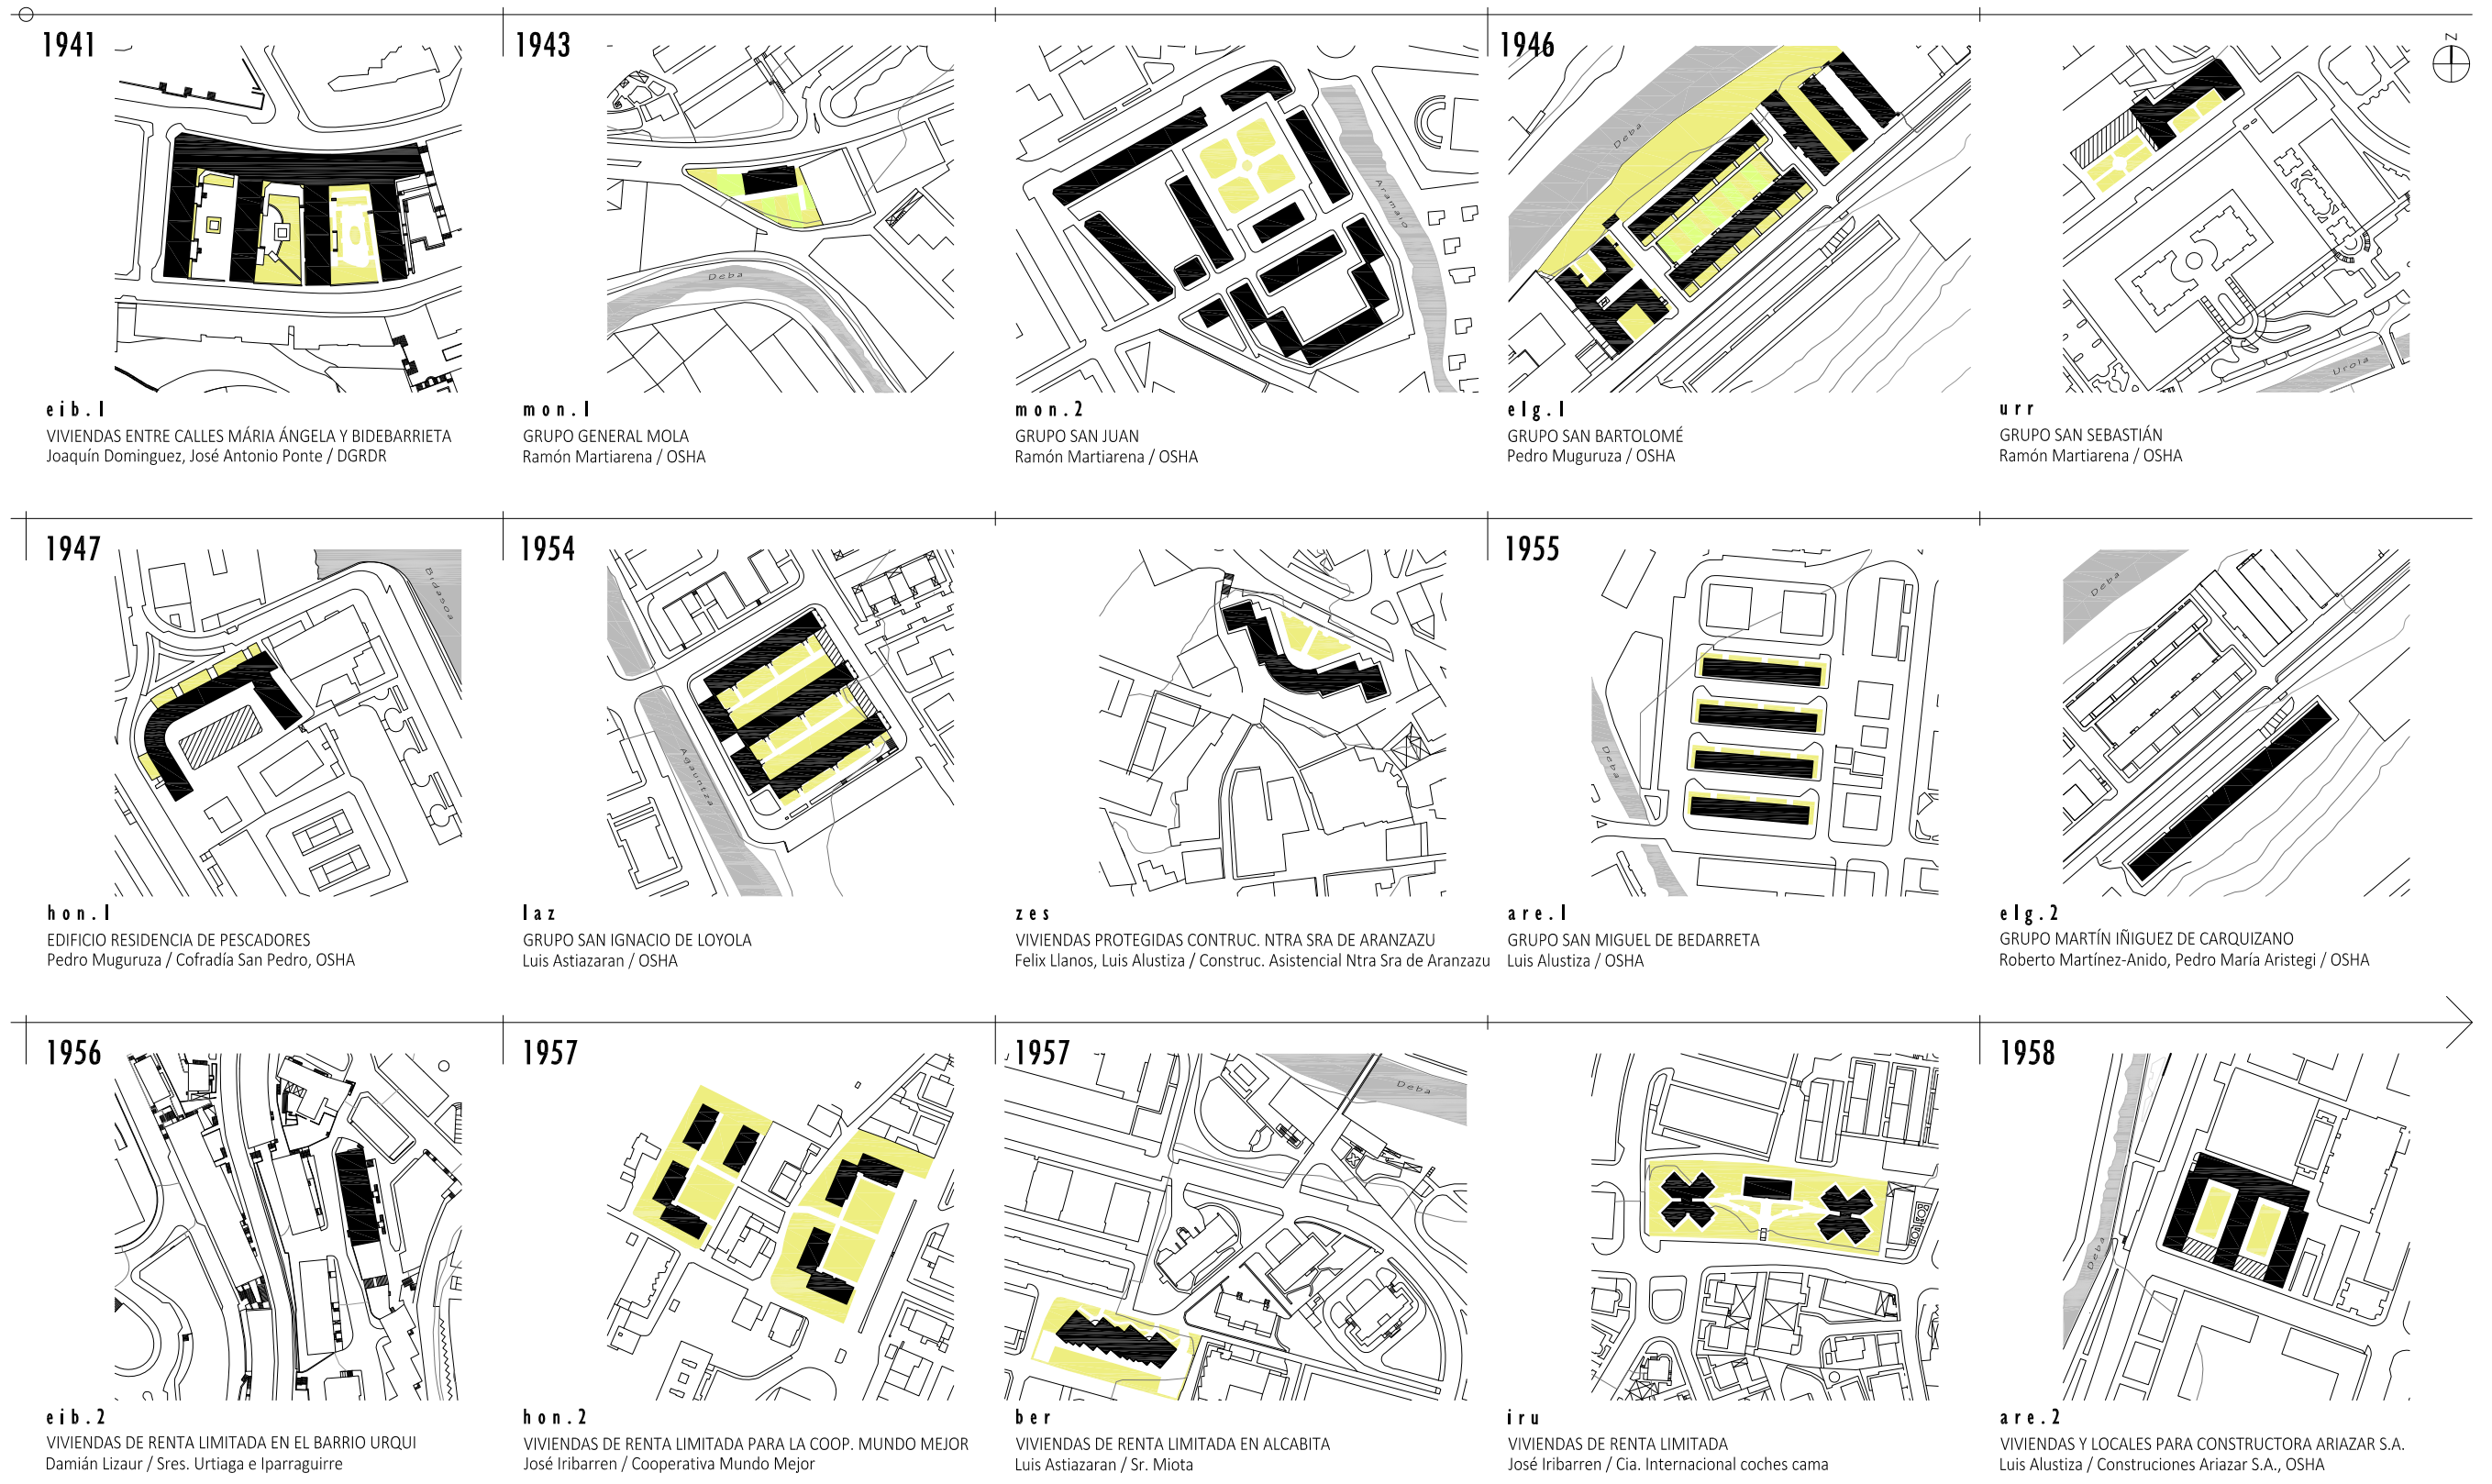 1941
1943
1946
N
Deba
Aramaio
Deba
Urola
eib.1
VIVIENDAS ENTRE CALLES MÁRIA ÁNGELA Y BIDEBARRIETA
Joaquín Dominguez, José Antonio Ponte / DGRDR
mon.1
GRUPO GENERAL MOLA
Ramón Martiarena / OSHA
mon.2
GRUPO SAN JUAN
Ramón Martiarena / OSHA
elg.1
GRUPO SAN BARTOLOMÉ
Pedro Muguruza / OSHA
urr
GRUPO SAN SEBASTIÁN
Ramón Martiarena / OSHA
1947
1954
1955
Bidasoa
Agauntza
Deba
Deba
hon.1
EDIFICIO RESIDENCIA DE PESCADORES
Pedro Muguruza / Cofradía San Pedro, OSHA
laz
GRUPO SAN IGNACIO DE LOYOLA
Luis Astiazaran / OSHA
zes
VIVIENDAS PROTEGIDAS CONTRUC. NTRA SRA DE ARANZAZU
Felix Llanos, Luis Alustiza / Construc. Asistencial Ntra Sra de Aranzazu
are.1
GRUPO SAN MIGUEL DE BEDARRETA
Luis Alustiza / OSHA
elg.2
GRUPO MARTÍN IÑIGUEZ DE CARQUIZANO
Roberto Martínez-Anido, Pedro María Aristegi / OSHA
1956
1957
1957
1958
Deba
Deba
eib.2
VIVIENDAS DE RENTA LIMITADA EN EL BARRIO URQUI
Damián Lizaur / Sres. Urtiaga e Iparraguirre
hon.2
VIVIENDAS DE RENTA LIMITADA PARA LA COOP. MUNDO MEJOR
José Iribarren / Cooperativa Mundo Mejor
ber
VIVIENDAS DE RENTA LIMITADA EN ALCABITA
Luis Astiazaran / Sr. Miota
iru
VIVIENDAS DE RENTA LIMITADA
José Iribarren / Cia. Internacional coches cama
are.2
VIVIENDAS Y LOCALES PARA CONSTRUCTORA ARIAZAR S.A.
Luis Alustiza / Construciones Ariazar S.A., OSHA